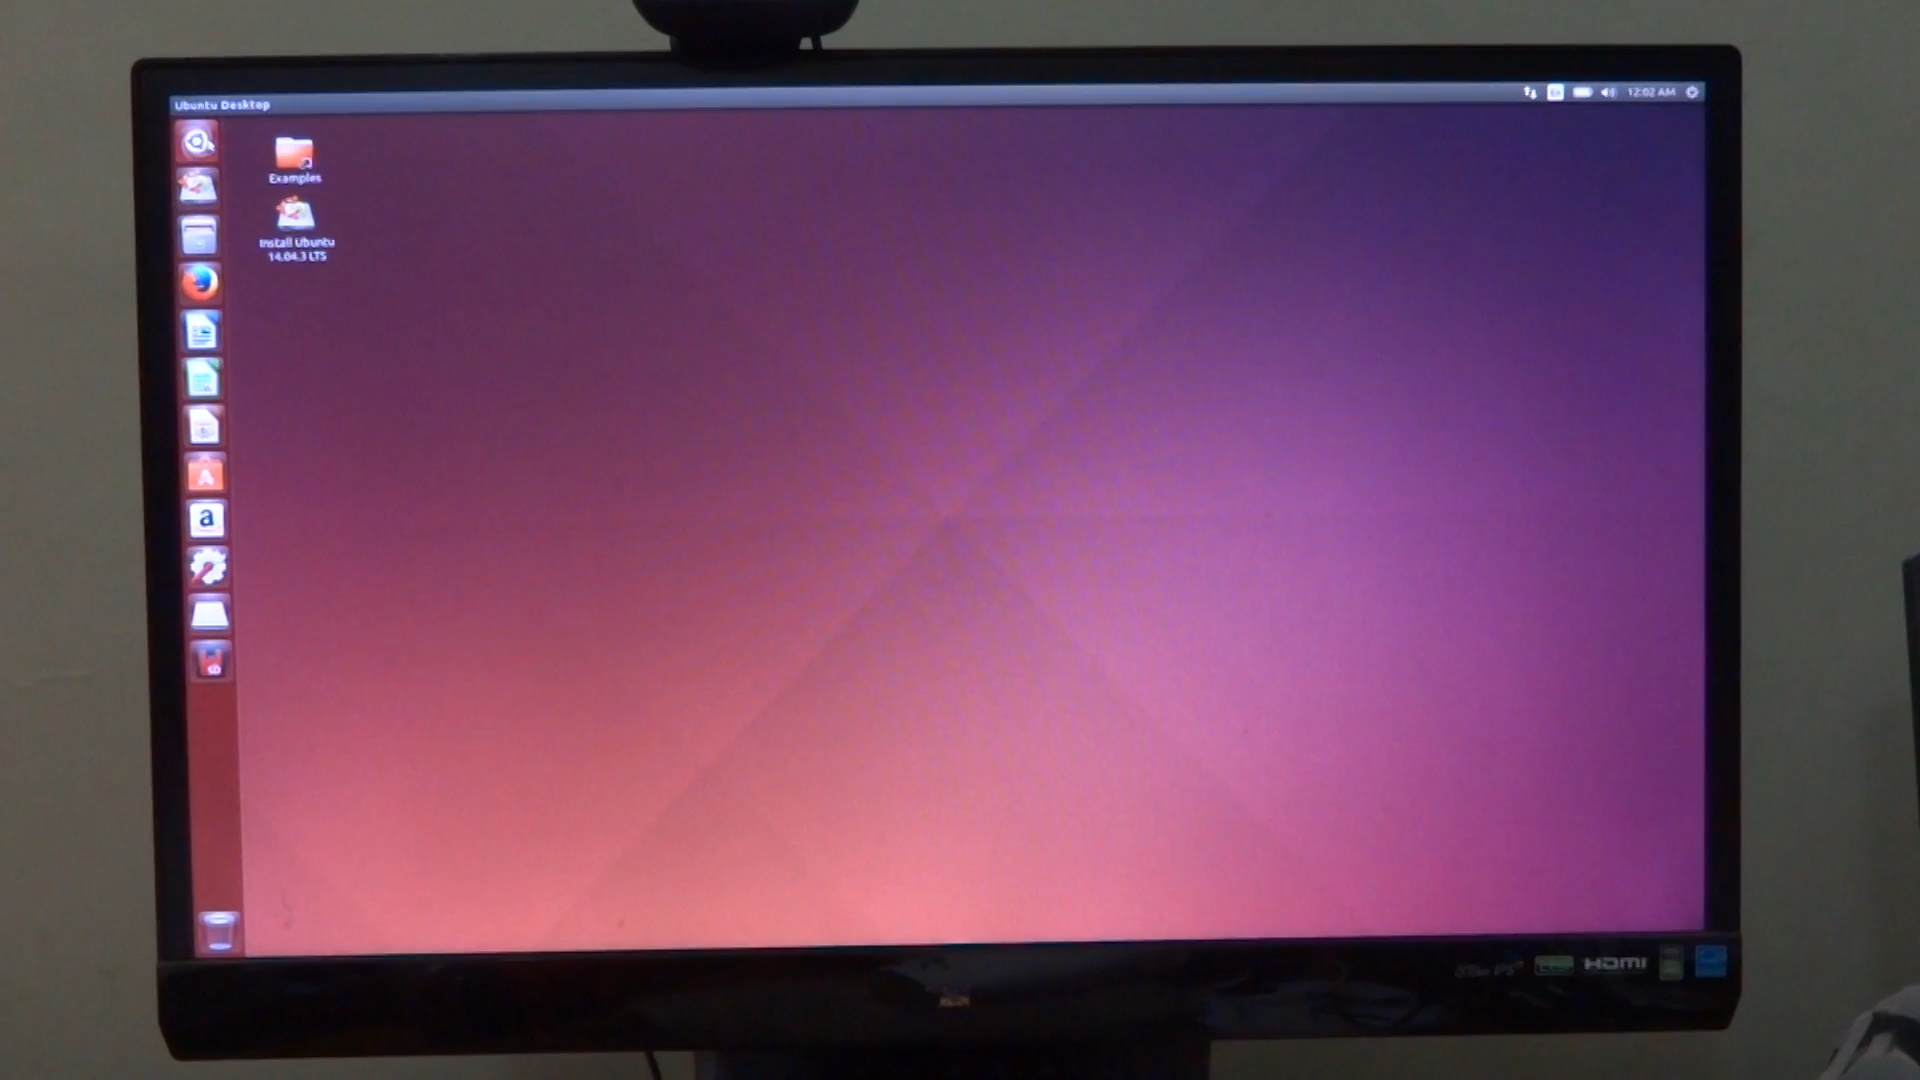 Ubuntu Desktop
12:02 AM
Examples
Install Ubuntu
14.04.3 LTS
A
a
HDMI